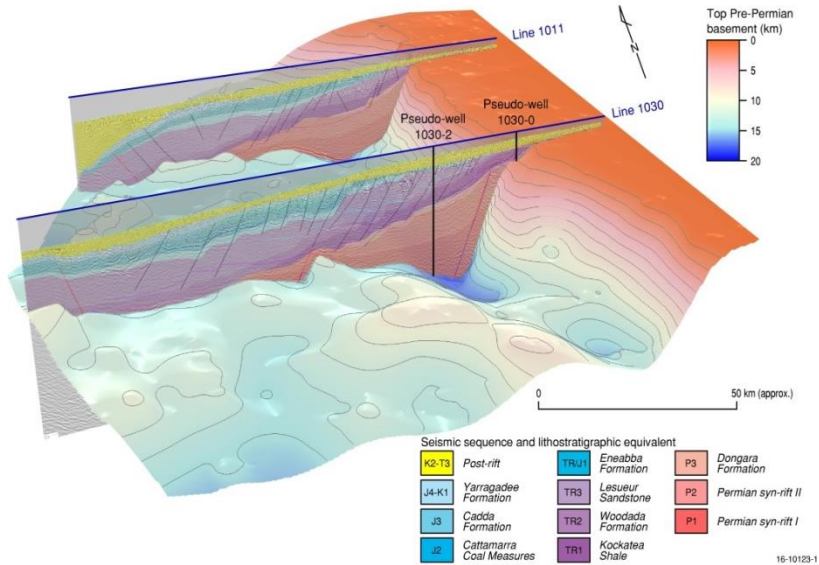 Top Pre-Permian
basement (km)
0
5
10
15
20
Line 1011
N
Line 1030
Pseudo-well
1030-0
Pseudo-well
1030-2
0
50 km (approx.)
Seismic sequence and lithostratigraphic equivalent
K2-T3 Post-rift
J4-K1 Yarragadee
Formation
J3 Cadda
Formation
J2 Cattamarra
Coal Measures
TR/J1 Eneabba
Formation
TR3 Lesueur
Sandstone
TR2 Woodada
Formation
TR1 Kockatea
Shale
P3 Dongara
Formation
P2 Permian syn-rift II
P1 Permian syn-rift I
16-10123-1